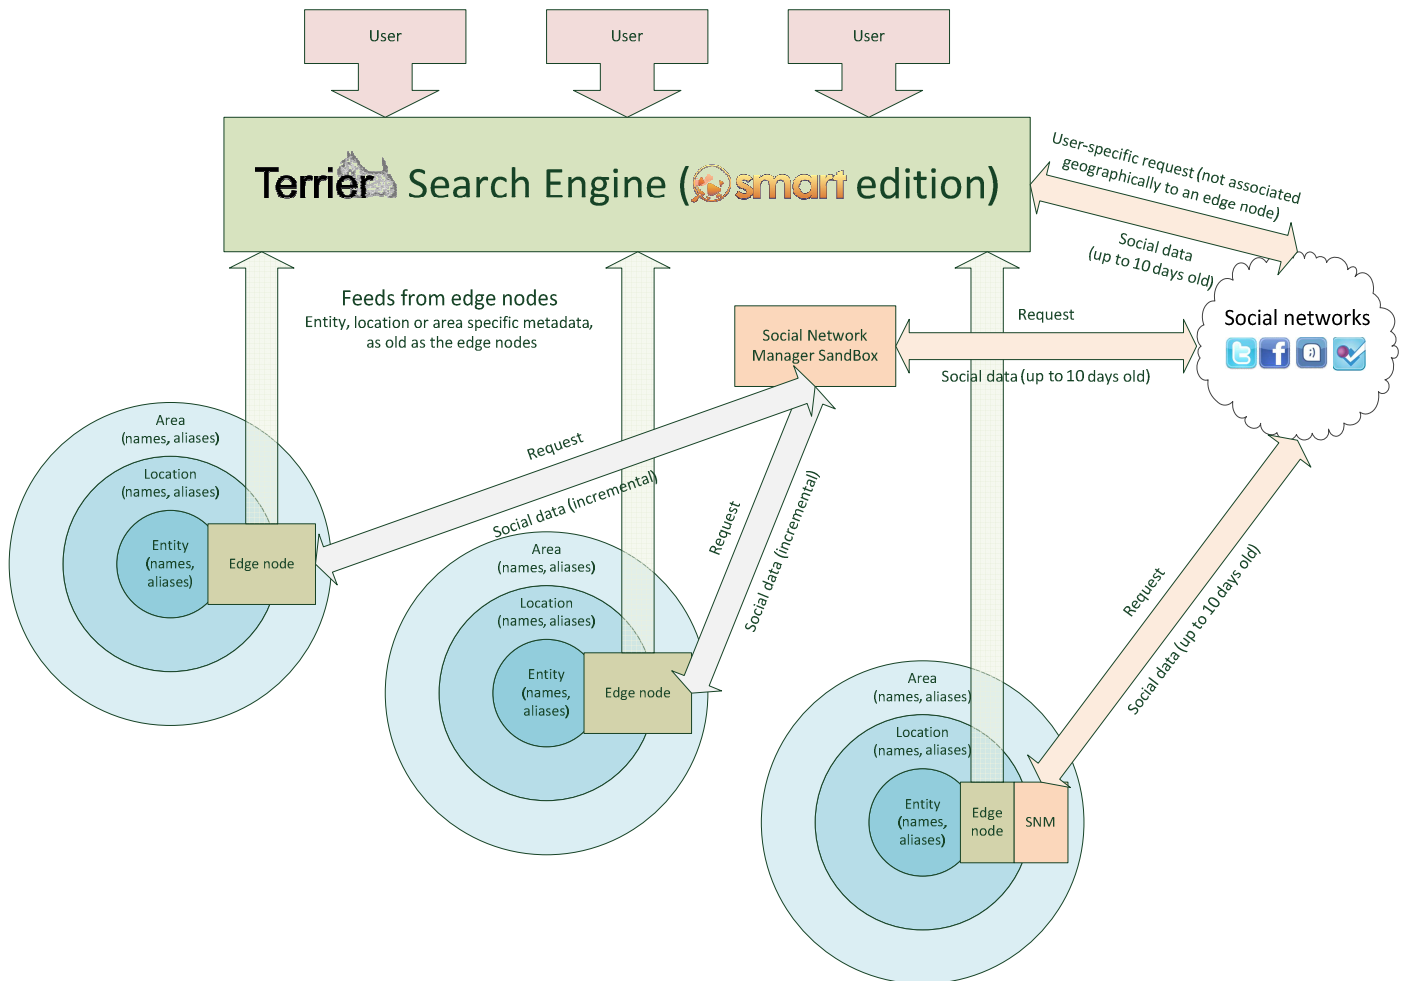 User
User
User
Terrier Search Engine (smart edition)
User-specific request (not associated
geographically to an edge node)
Social data
(up to 10 days old)
Feeds from edge nodes
Entity, location or area specific metadata,
as old as the edge nodes
Social Network
Manager SandBox
Request
Social data (up to 10 days old)
Social networks
Area
(names, aliases)
Location
(names, aliases)
Entity
(names,
aliases)
Edge node
Request
Social data (incremental)
Area
(names, aliases)
Location
(names, aliases)
Entity
(names,
aliases)
Edge node
Request
Social data (incremental)
Area
(names, aliases)
Location
(names, aliases)
Entity
(names,
aliases)
Edge
node
SNM
Request
Social data (up to 10 days old)